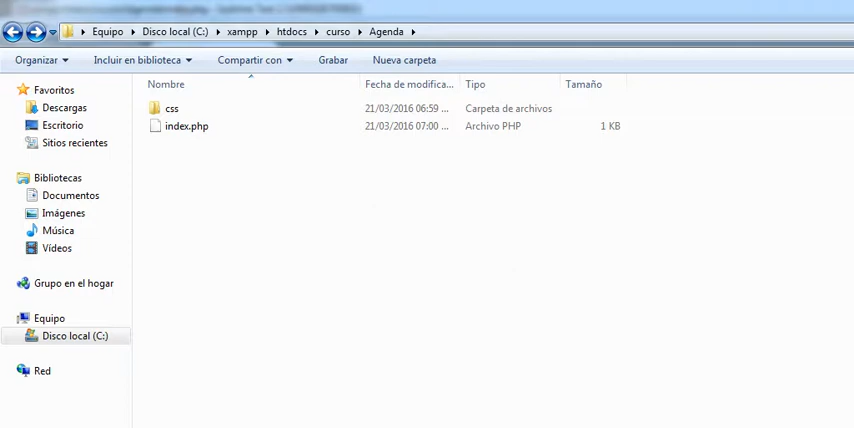 Equipo Disco local (C:) xampp htdocs curso Agenda
Organizar Incluir en biblioteca Compartir con Grabar Nueva carpeta
Nombre Fecha de modifica... Tipo Tamaño
Favoritos
Descargas
Escritorio
Sitios recientes
Bibliotecas
Documentos
Imágenes
Música
Vídeos
Grupo en el hogar
Equipo
Disco local (C:)
Red
css 21/03/2016 06:59 ... Carpeta de archivos
index.php 21/03/2016 07:00 ... Archivo PHP 1 KB